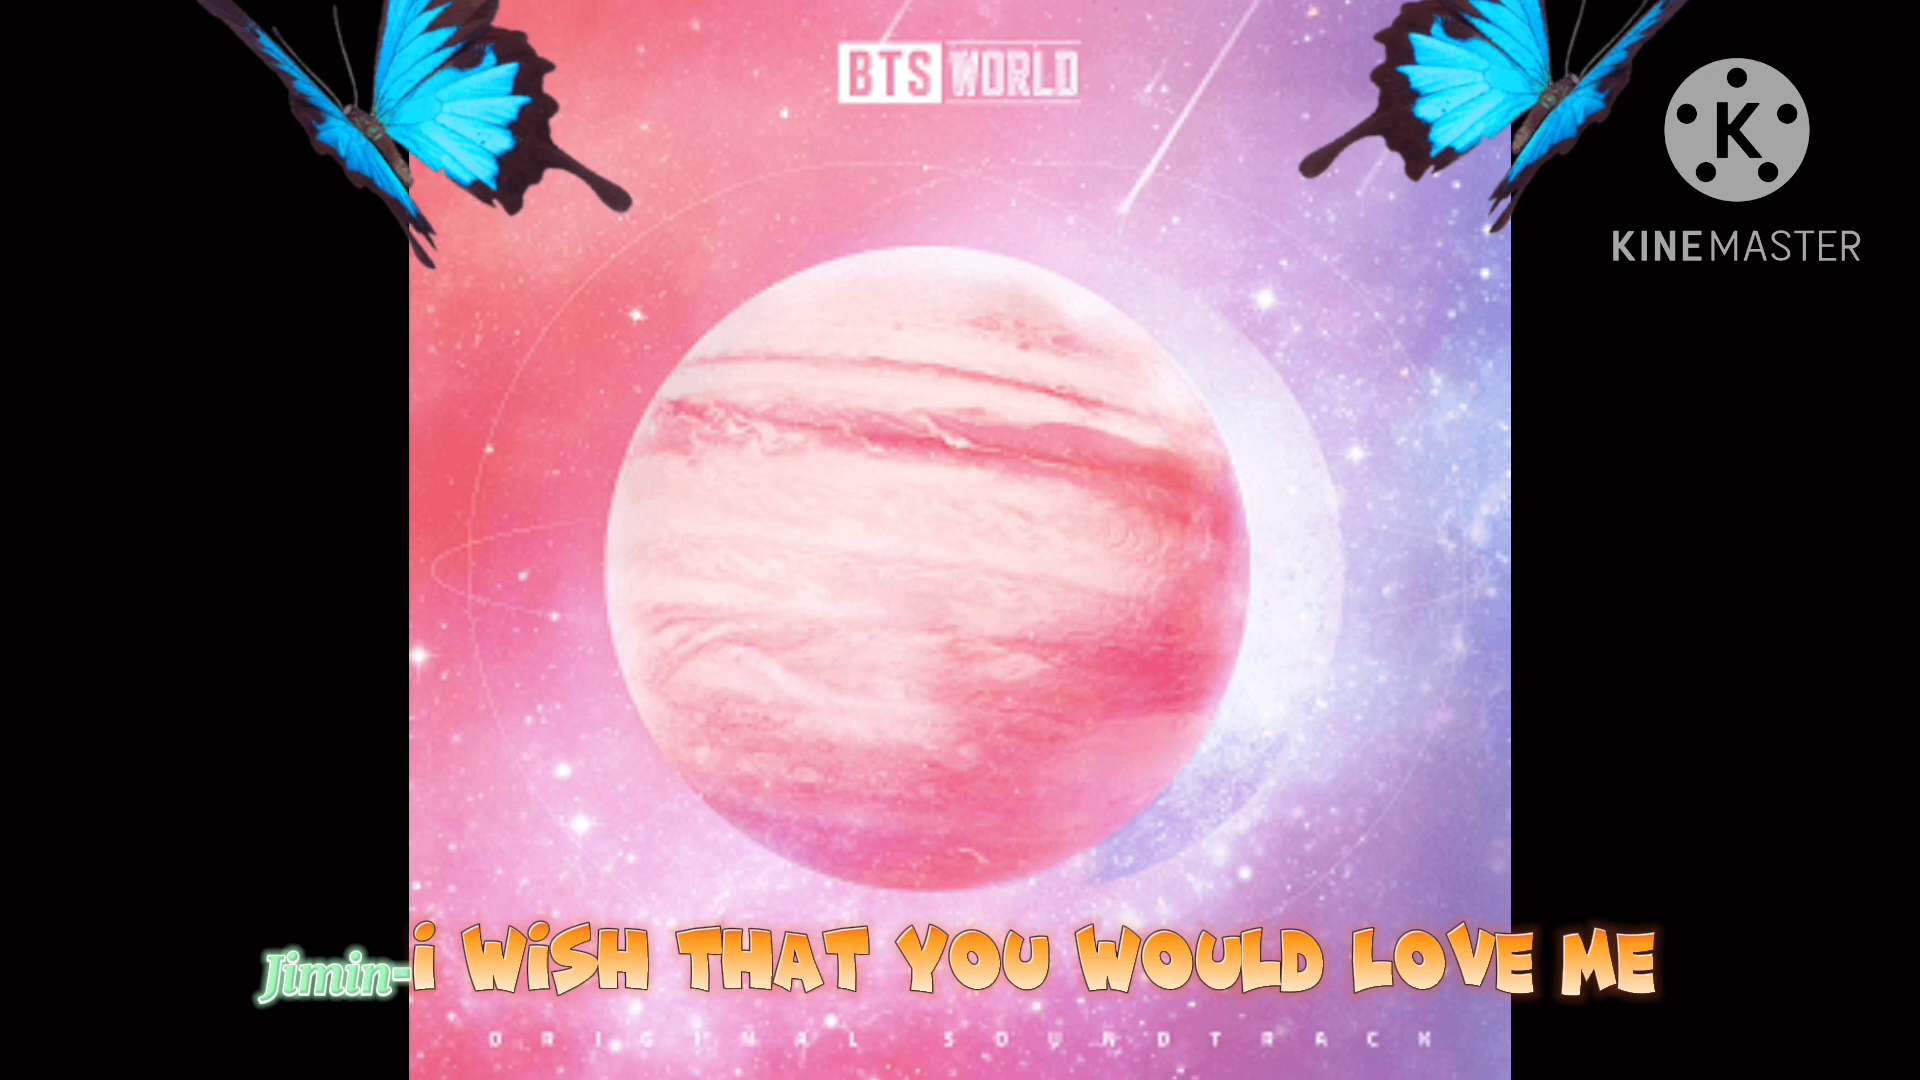 BTS WORLD
K
KINEMASTER
Jimin-i WiSH THAT YOU WOULD LOVE ME
ORIGINAL SOUNDTRACK